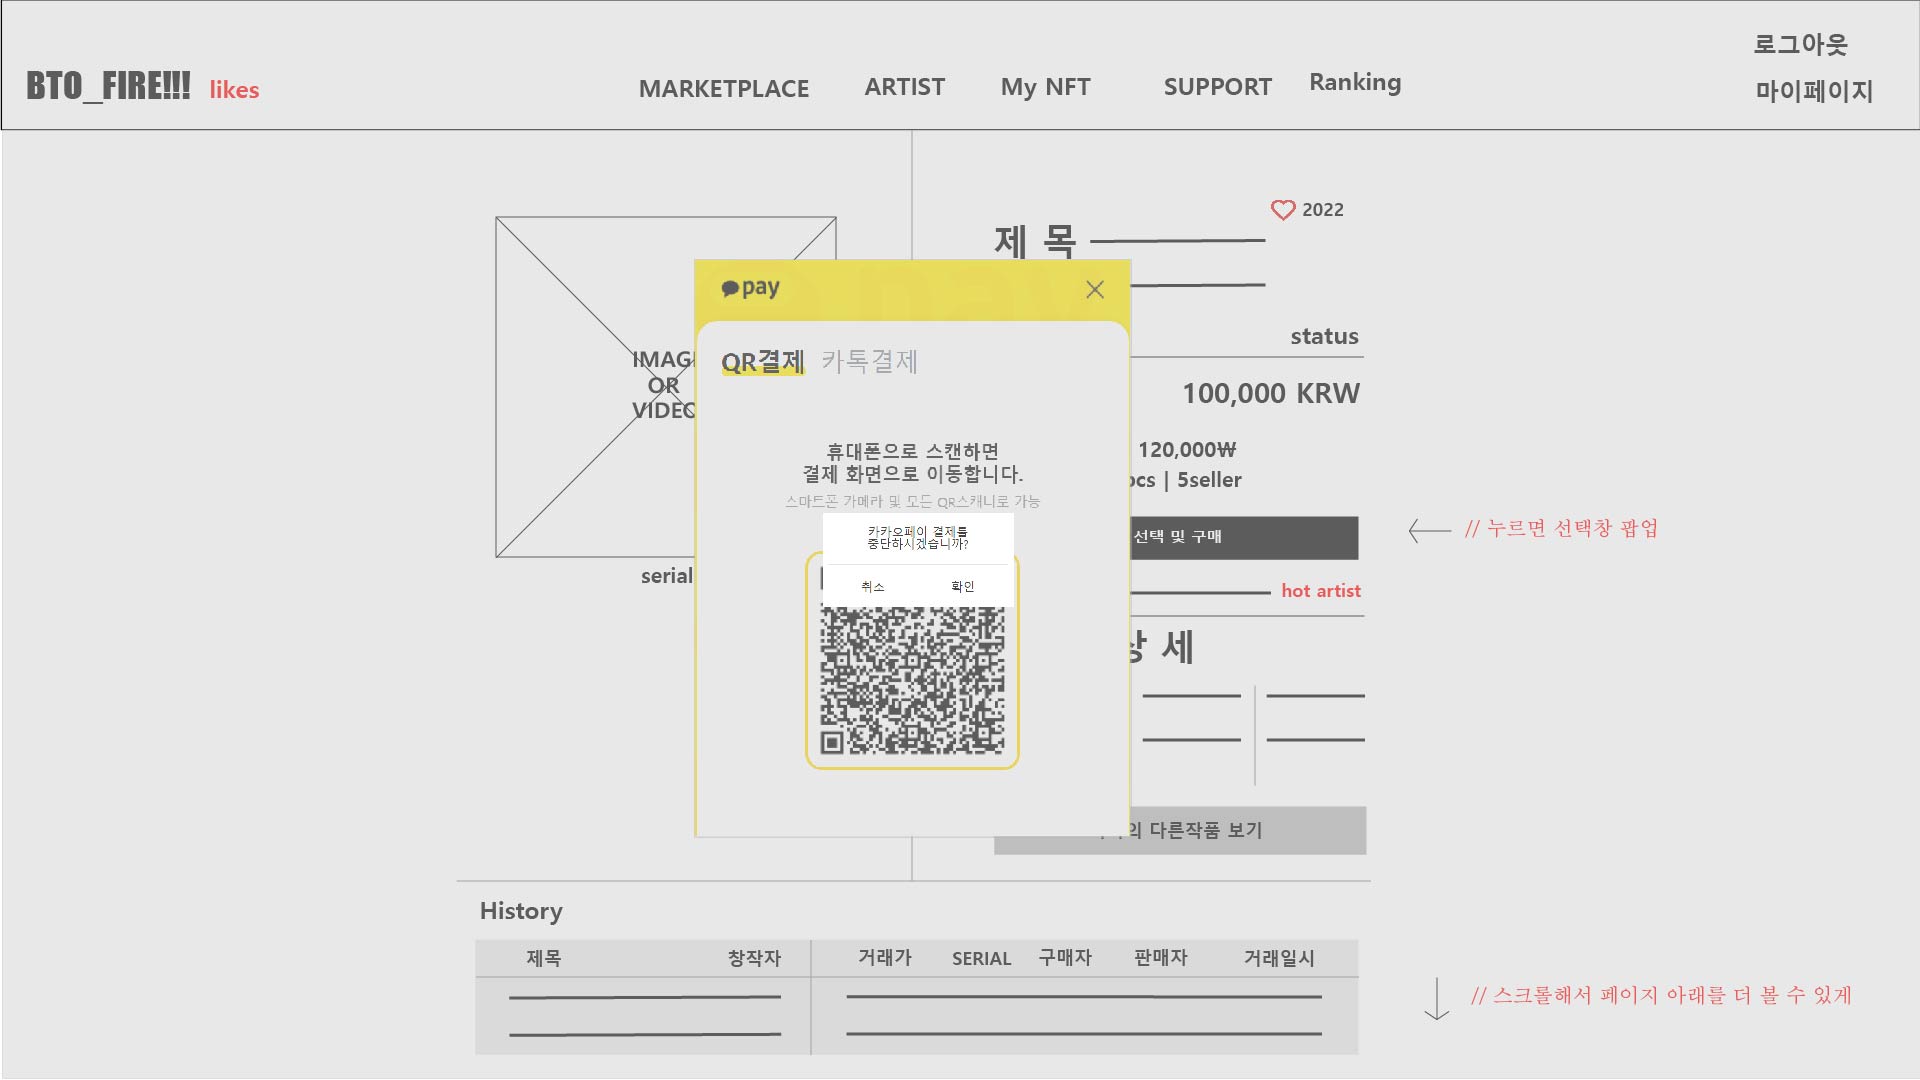 로그아웃
BTO_FIRE!!! likes MARKETPLACE ARTIST My NFT SUPPORT Ranking 마이페이지
2022
제 목
pay
status
IMAG
OR
VIDEO
QR결제 카톡결제
100,000 KRW
휴대폰으로 스캔하면
결제 화면으로 이동합니다.
스마트폰 카메라 및 모든 QR스캐너로 가능
120,000₩
pcs | 5seller
카카오페이 결제를
중단하시겠습니까?
취소 확인
선택 및 구매
// 누르면 선택창 팝업
serial
hot artist
상 세
의 다른작품 보기
History
제목 창작자 거래가 SERIAL 구매자 판매자 거래일시
// 스크롤해서 페이지 아래를 더 볼 수 있게